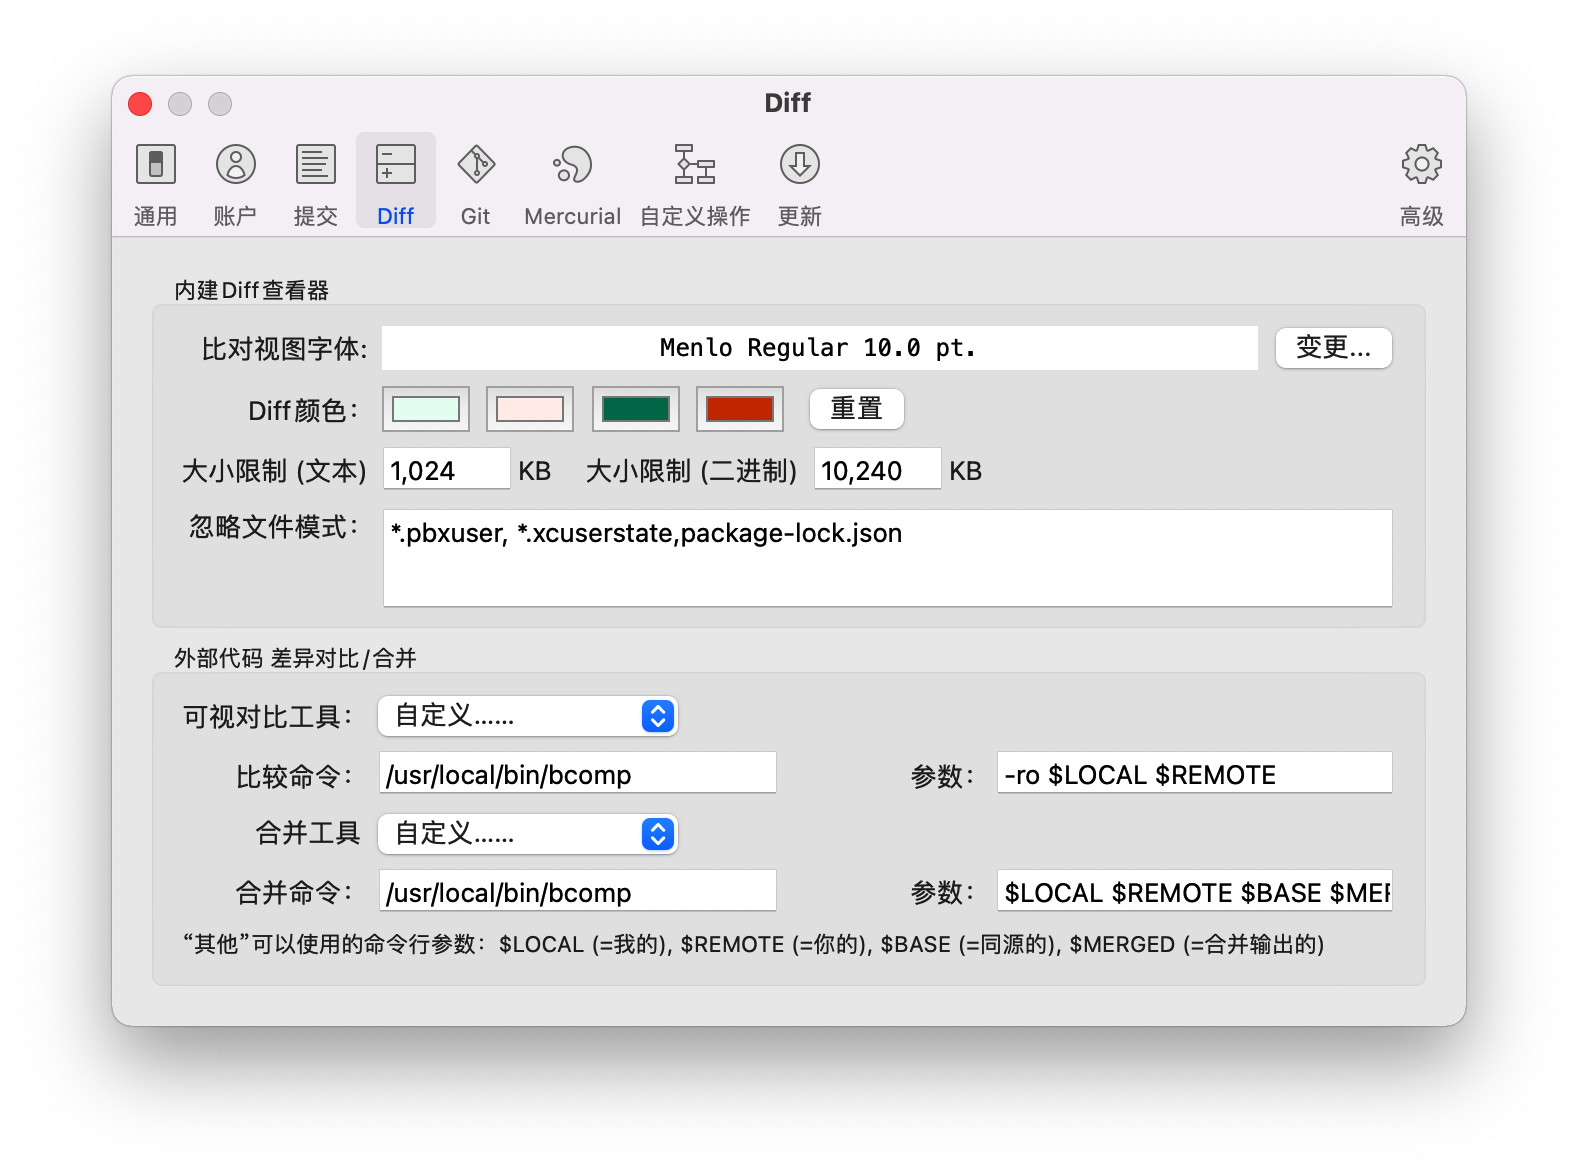 Diff
通用 账户 提交 Diff Git Mercurial 自定义操作 更新 高级
内建Diff查看器
比对视图字体: Menlo Regular 10.0 pt. 变更...
Diff颜色： 重置
大小限制 (文本) 1,024 KB 大小限制 (二进制) 10,240 KB
忽略文件模式： *.pbxuser, *.xcuserstate,package-lock.json
外部代码 差异对比/合并
可视对比工具： 自定义......
比较命令： /usr/local/bin/bcomp 参数： -ro $LOCAL $REMOTE
合并工具 自定义......
合并命令： /usr/local/bin/bcomp 参数： $LOCAL $REMOTE $BASE $MER
“其他”可以使用的命令行参数：$LOCAL (=我的), $REMOTE (=你的), $BASE (=同源的), $MERGED (=合并输出的)